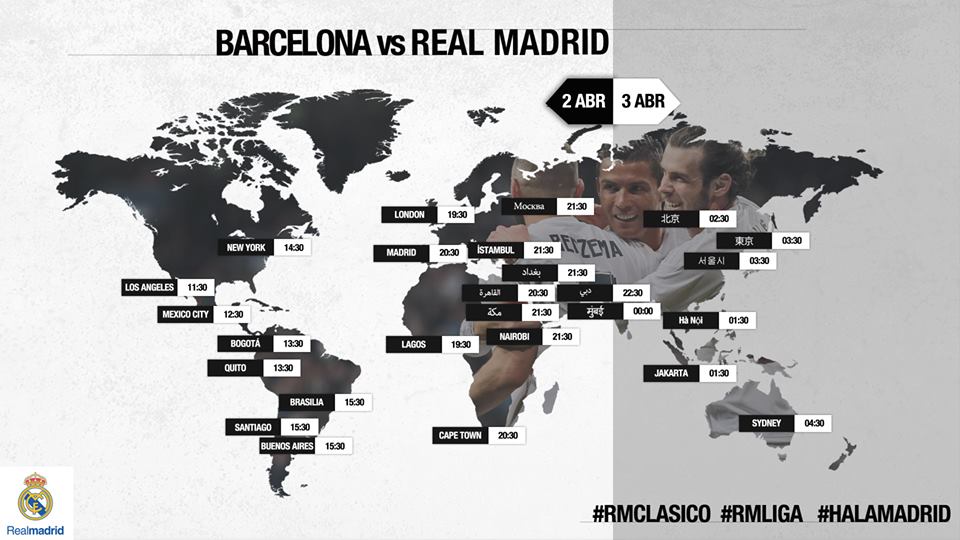 BARCELONA vs REAL MADRID
2 ABR 3 ABR
LONDON 19:30
Москва 21:30
北京 02:30
NEW YORK 14:30
MADRID 20:30
İSTAMBUL 21:30
東京 03:30
서울시 03:30
بغداد 21:30
LOS ANGELES 11:30
القاهرة 20:30
دبي 22:30
MEXICO CITY 12:30
مكة 21:30
मुंबई 00:00
Hà Nội 01:30
BOGOTÁ 13:30
LAGOS 19:30
NAIROBI 21:30
QUITO 13:30
JAKARTA 01:30
BRASILIA 15:30
SANTIAGO 15:30
SYDNEY 04:30
BUENOS AIRES 15:30
CAPE TOWN 20:30
BENZEMA
Realmadrid
#RMCLASICO #RMLIGA #HALAMADRID